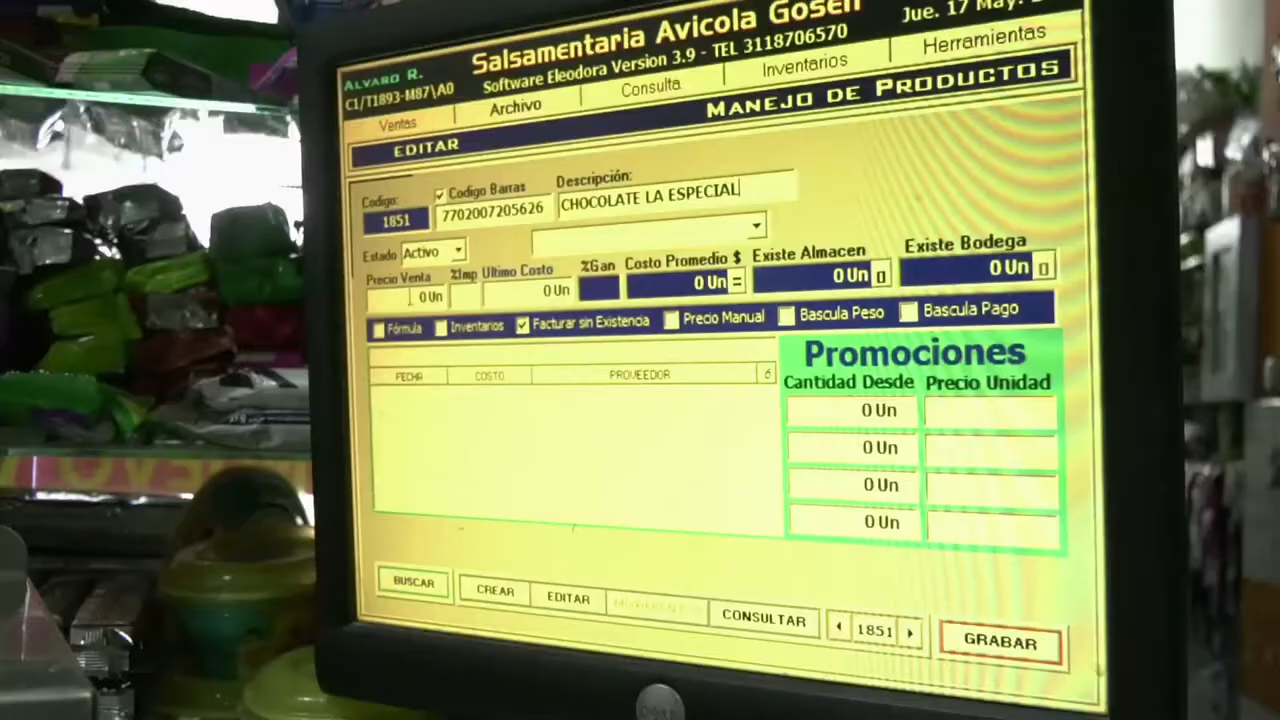 Salsamentaria Avicola Gosen
Jue. 17 May.
ALVARO R.
Software Eleodora Version 3.9 - TEL 3118706570
C1/T1893-M87\A0
Ventas
Archivo
Consulta
Inventarios
Herramientas
EDITAR
MANEJO DE PRODUCTOS
Codigo:
Codigo Barras
Descripción:
1851
7702007205626
CHOCOLATE LA ESPECIAL
Estado
Activo
Precio Venta
%Imp
Ultimo Costo
%Gan
Costo Promedio $
Existe Almacen
Existe Bodega
0 Un
0 Un
0 Un
=
0 Un
0 Un
Fórmula
Inventarios
Facturar sin Existencia
Precio Manual
Bascula Peso
Bascula Pago
FECHA
COSTO
PROVEEDOR
6
Promociones
Cantidad Desde
Precio Unidad
0 Un
0 Un
0 Un
0 Un
BUSCAR
CREAR
EDITAR
CONSULTAR
1851
GRABAR
DELL